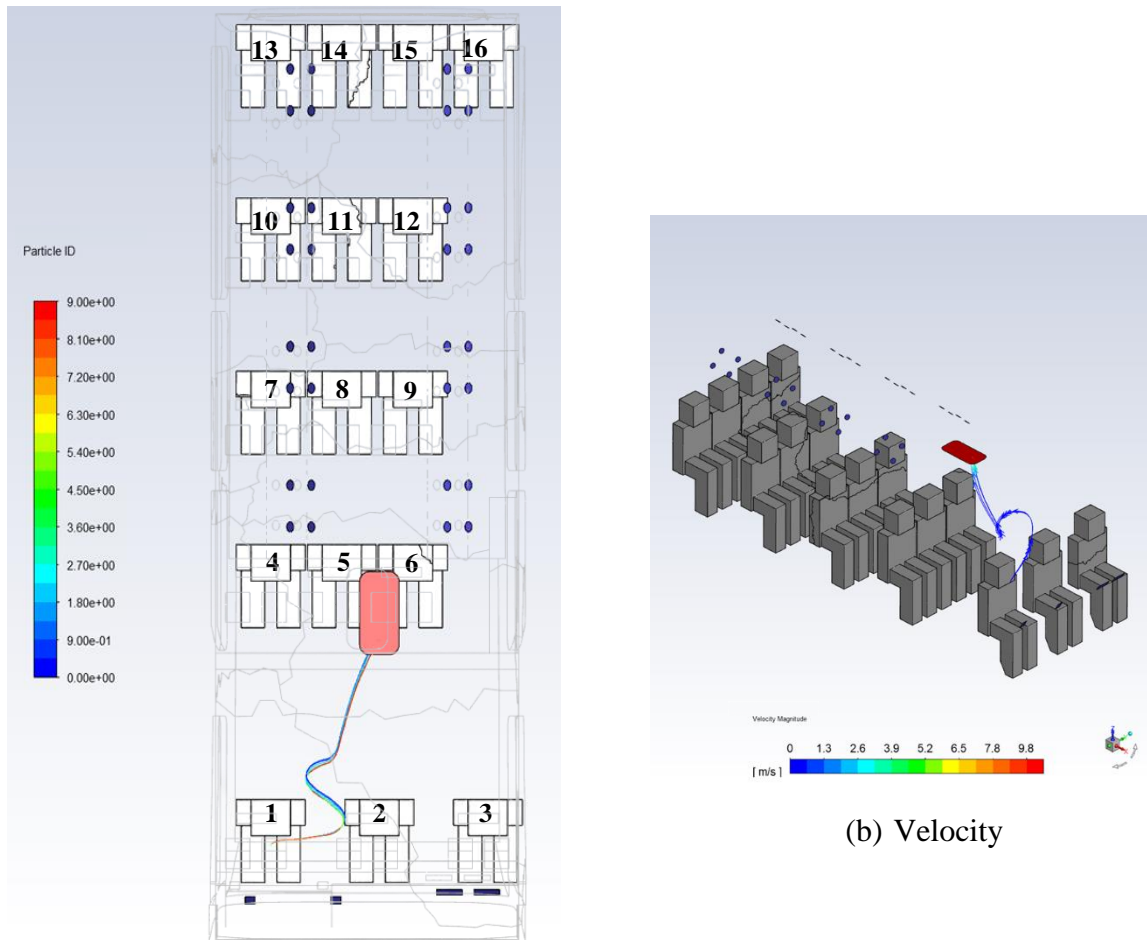 13 14 15 16
10 11 12
Particle ID
9.00e+00
8.10e+00
7.20e+00
6.30e+00
5.40e+00
4.50e+00
3.60e+00
2.70e+00
1.80e+00
9.00e-01
0.00e+00
7 8 9
4 5 6
1 2 3
Velocity Magnitude
0 1.3 2.6 3.9 5.2 6.5 7.8 9.8
[ m/s ]
Z
Y
X
(b) Velocity